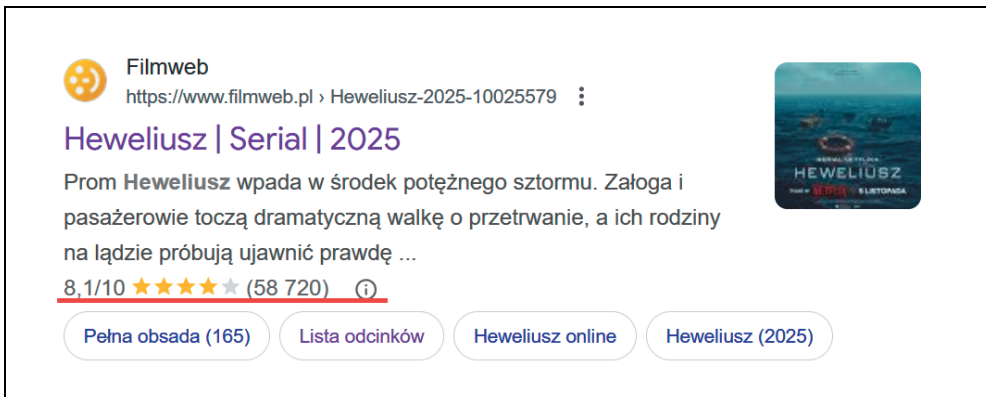 Filmweb
https://www.filmweb.pl › Heweliusz-2025-10025579
Heweliusz | Serial | 2025
Prom Heweliusz wpada w środek potężnego sztormu. Załoga i
pasażerowie toczą dramatyczną walkę o przetrwanie, a ich rodziny
na lądzie próbują ujawnić prawdę ...
8,1/10 (58 720)
Pełna obsada (165)
Lista odcinków
Heweliusz online
Heweliusz (2025)
SERIAL NETFLIXA
HEWELIUSZ
NETFLIX 5 LISTOPADA